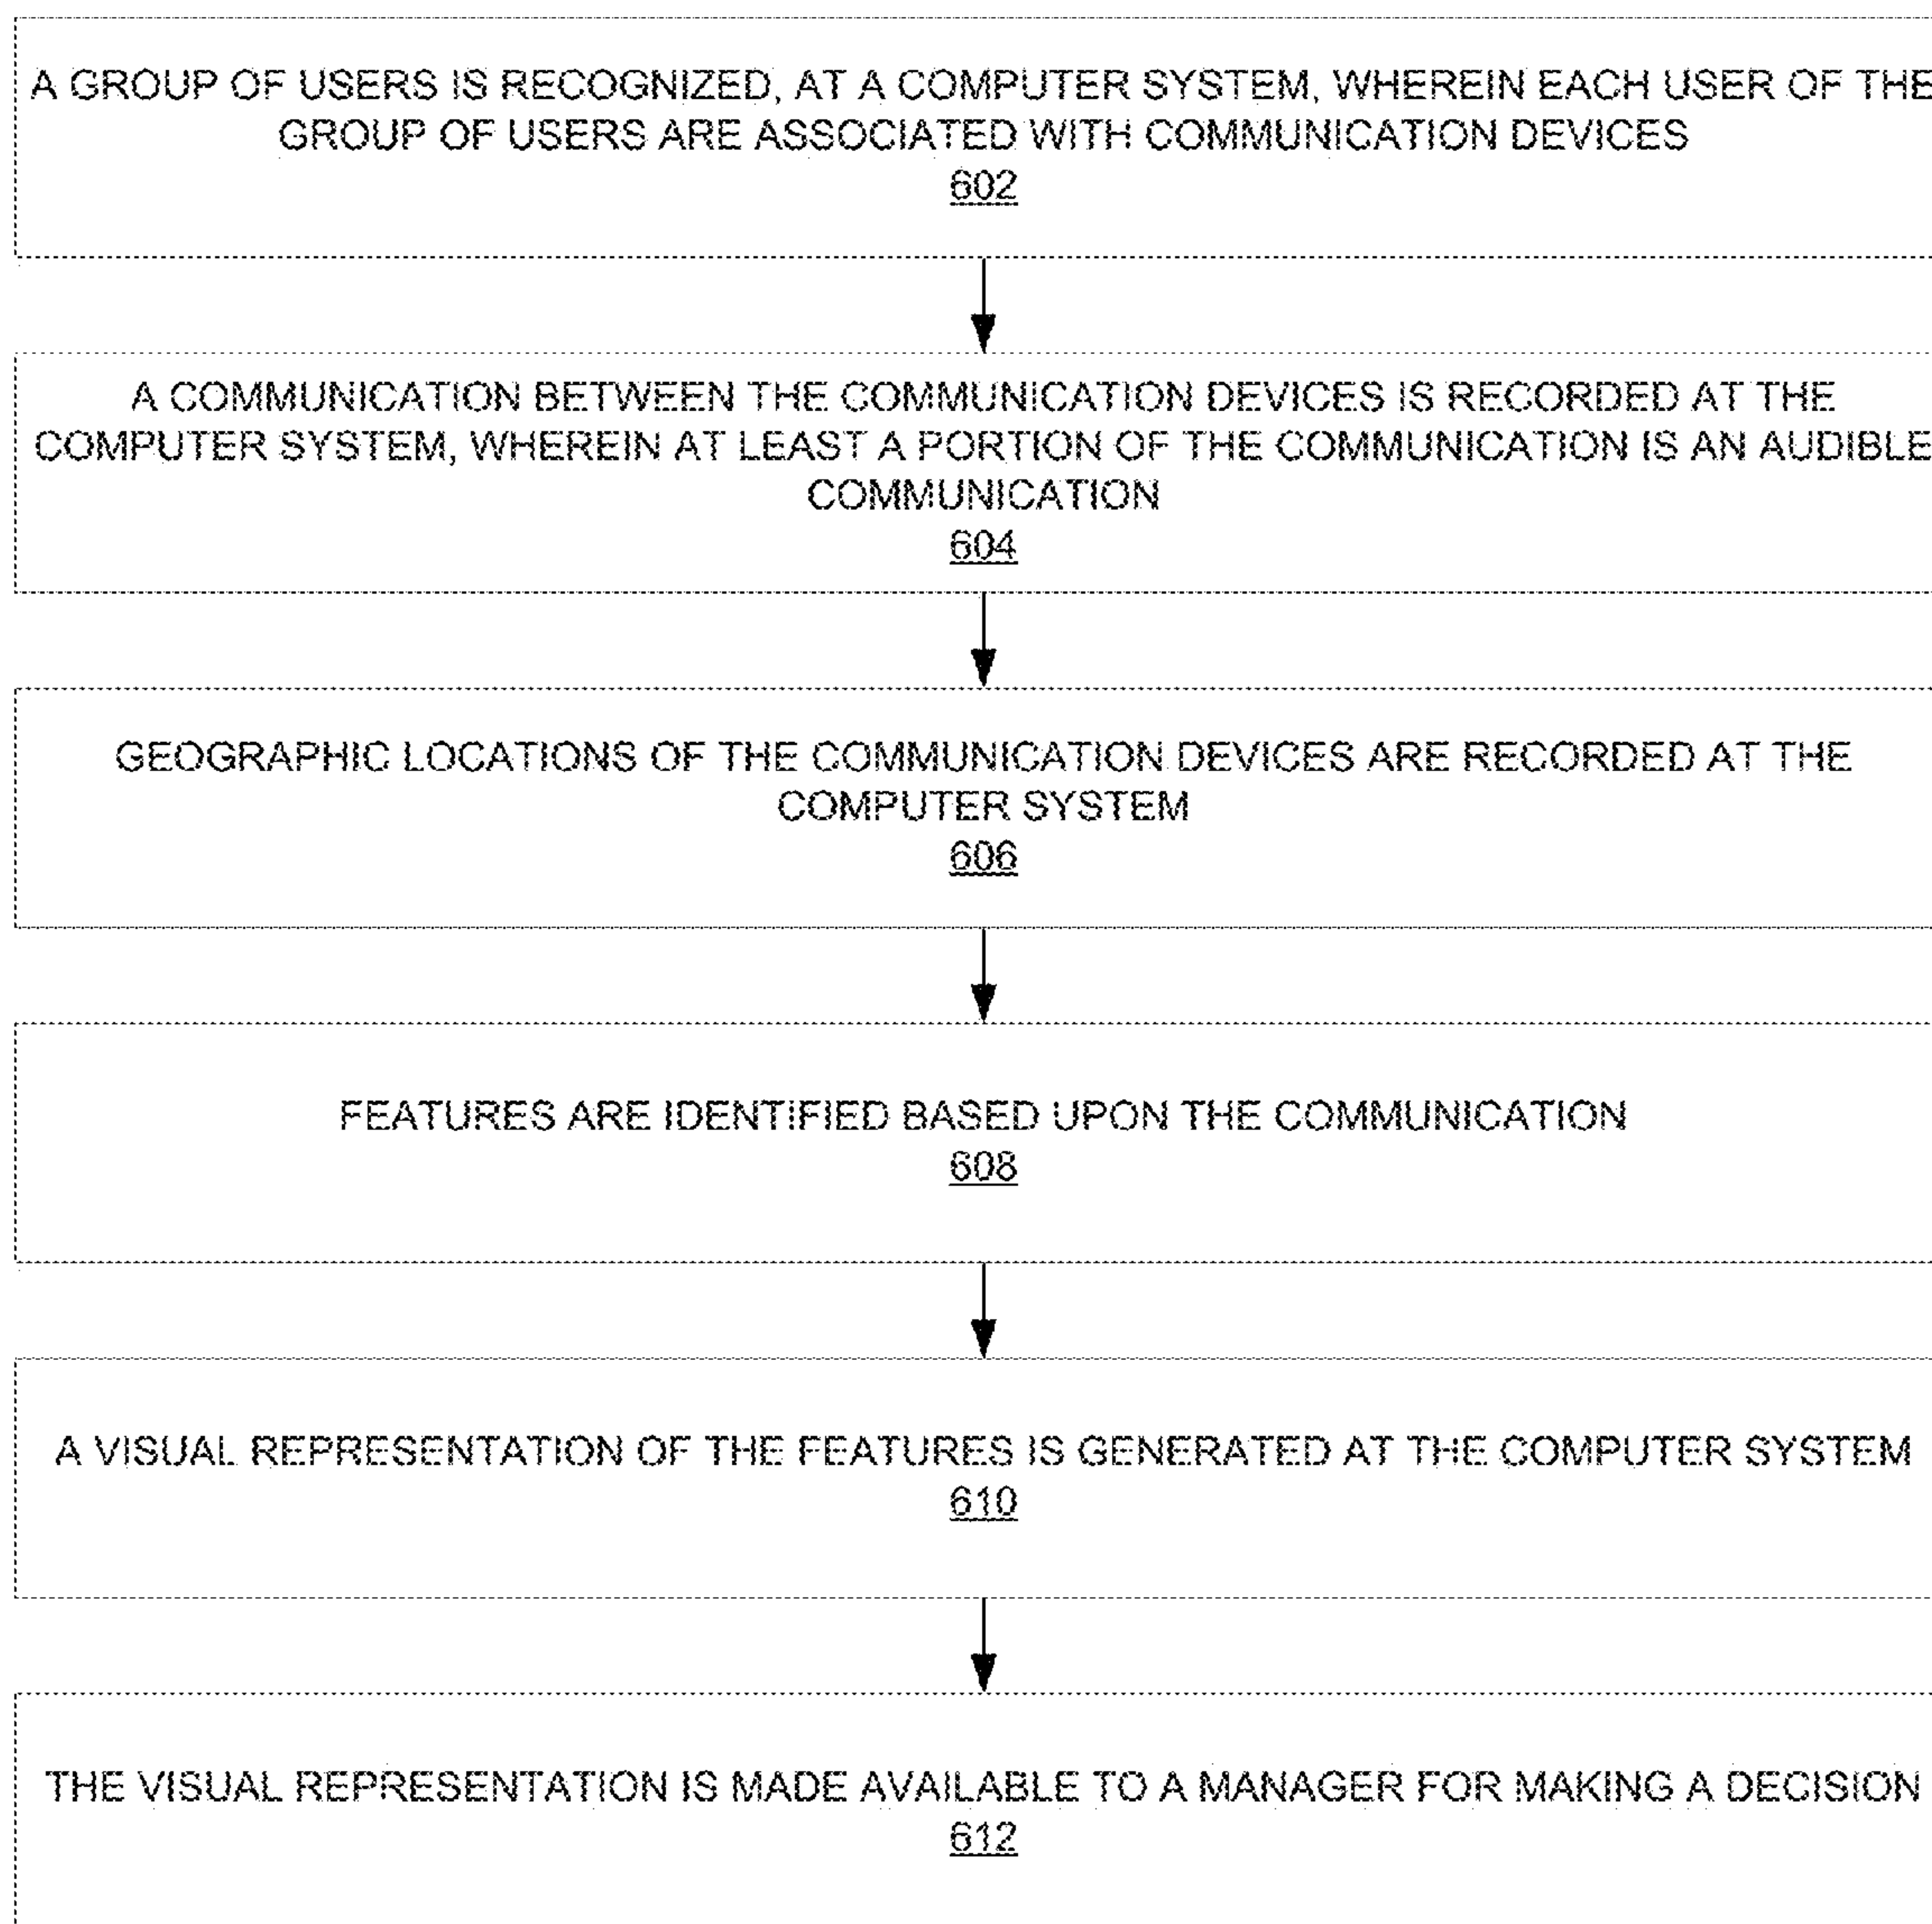 A GROUP OF USERS IS RECOGNIZED, AT A COMPUTER SYSTEM, WHEREIN EACH USER OF THE
GROUP OF USERS ARE ASSOCIATED WITH COMMUNICATION DEVICES
602
A COMMUNICATION BETWEEN THE COMMUNICATION DEVICES IS RECORDED AT THE
COMPUTER SYSTEM, WHEREIN AT LEAST A PORTION OF THE COMMUNICATION IS AN AUDIBLE
COMMUNICATION
604
GEOGRAPHIC LOCATIONS OF THE COMMUNICATION DEVICES ARE RECORDED AT THE
COMPUTER SYSTEM
606
FEATURES ARE IDENTIFIED BASED UPON THE COMMUNICATION
608
A VISUAL REPRESENTATION OF THE FEATURES IS GENERATED AT THE COMPUTER SYSTEM
610
THE VISUAL REPRESENTATION IS MADE AVAILABLE TO A MANAGER FOR MAKING A DECISION
612